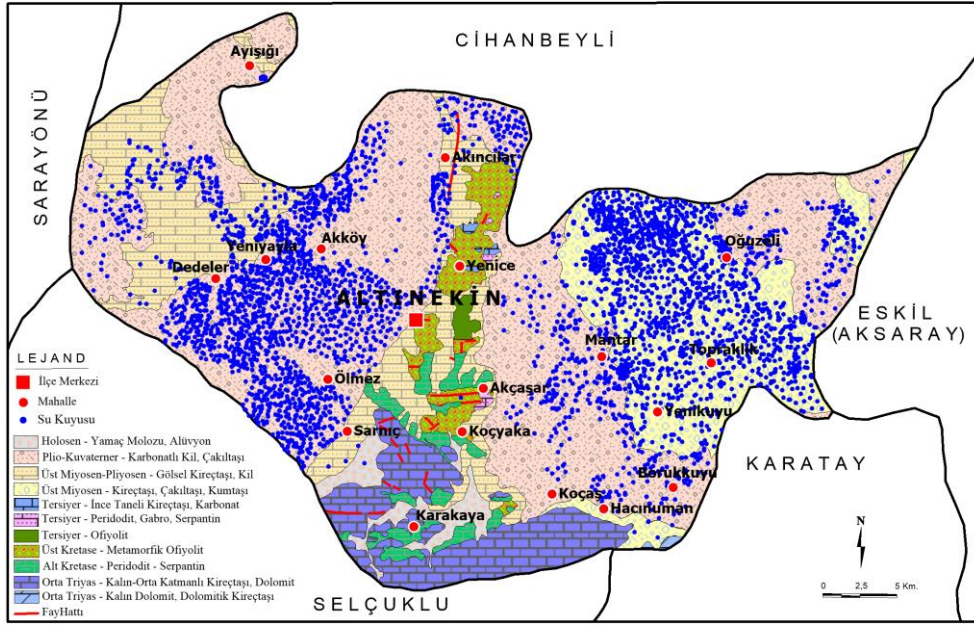 CİHANBEYLİ
SARAYÖNÜ
Ayışığı
Akıncılar
Akköy
Yeniyayla
Dedeler
Yenice
Oğuzeli
ALTINEKİN
ESKİL
(AKSARAY)
Mantar
Topraklık
Ölmez
Akçaşar
Yenikuyu
Sarnıç
Koçyaka
KARATAY
Borukkuyu
Koçaş
Hacınuman
Karakaya
SELÇUKLU
N
0 2,5 5 Km.
LEJAND
İlçe Merkezi
Mahalle
Su Kuyusu
Holosen - Yamaç Molozu, Alüvyon
Plio-Kuvaterner - Karbonatlı Kil, Çakıltaşı
Üst Miyosen-Pliyosen - Gölsel Kireçtaşı, Kil
Üst Miyosen - Kireçtaşı, Çakıltaşı, Kumtaşı
Tersiyer - İnce Taneli Kireçtaşı, Karbonat
Tersiyer - Peridodit, Gabro, Serpantin
Tersiyer - Ofiyolit
Üst Kretase - Metamorfik Ofiyolit
Alt Kretase - Peridodit - Serpantin
Orta Triyas - Kalın-Orta Katmanlı Kireçtaşı, Dolomit
Orta Triyas - Kalın Dolomit, Dolomitik Kireçtaşı
FayHattı